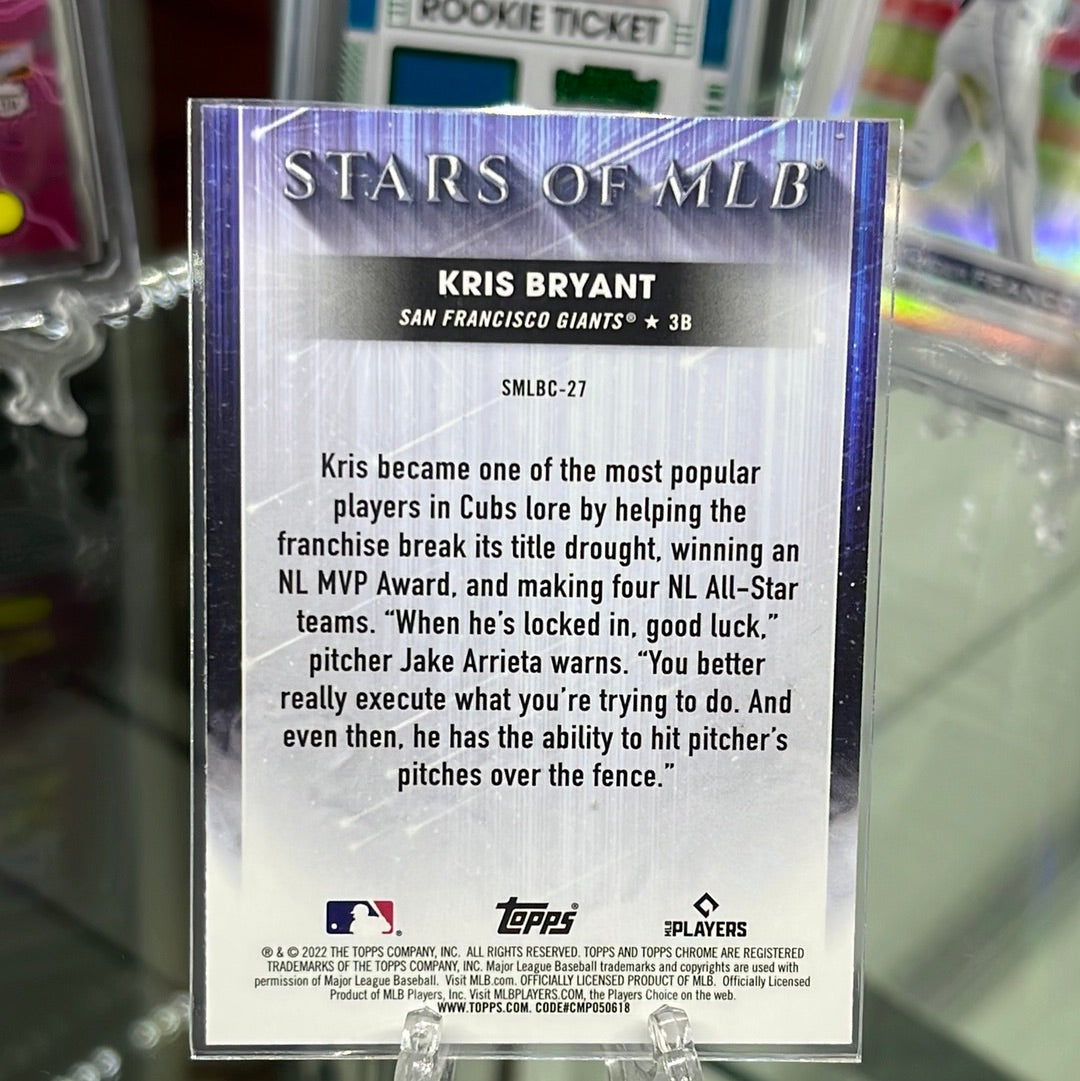 ROOKIE TICKET
STARS OF MLB®
KRIS BRYANT
SAN FRANCISCO GIANTS® ★ 3B
SMLBC-27
Kris became one of the most popular
players in Cubs lore by helping the
franchise break its title drought, winning an
NL MVP Award, and making four NL All-Star
teams. “When he’s locked in, good luck,”
pitcher Jake Arrieta warns. “You better
really execute what you’re trying to do. And
even then, he has the ability to hit pitcher’s
pitches over the fence.”
Topps®
MLB PLAYERS
® & © 2022 THE TOPPS COMPANY, INC. ALL RIGHTS RESERVED. TOPPS AND TOPPS CHROME ARE REGISTERED
TRADEMARKS OF THE TOPPS COMPANY, INC. Major League Baseball trademarks and copyrights are used with
permission of Major League Baseball. Visit MLB.com. OFFICIALLY LICENSED PRODUCT OF MLB. Officially Licensed
Product of MLB Players, Inc. Visit MLBPLAYERS.COM, the Players Choice on the web.
WWW.TOPPS.COM. CODE#CMP050618